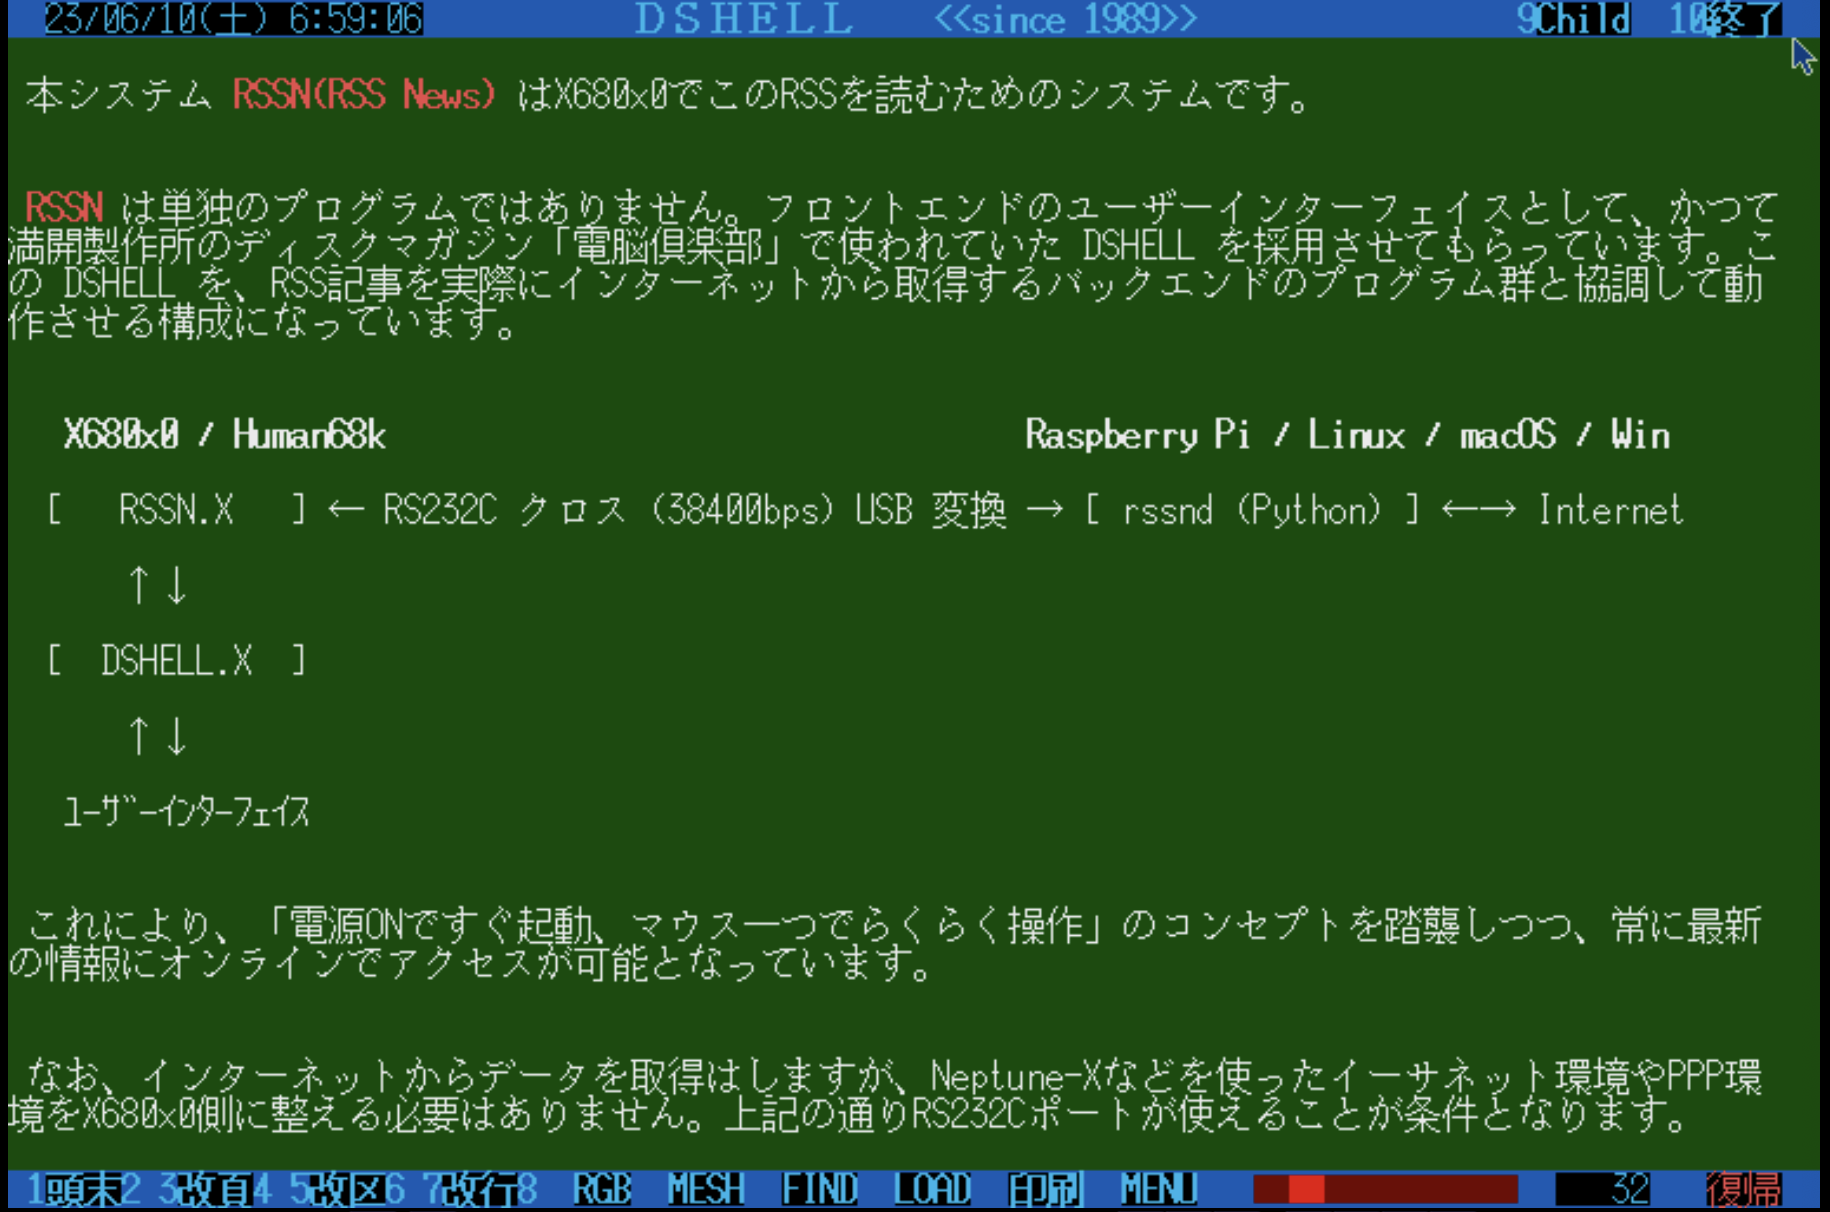 23/06/10(土) 6:59:06 DSHELL <<since 1989>> 9Child 10終了
本システム RSSN(RSS News) はX680x0でこのRSSを読むためのシステムです。
RSSN は単独のプログラムではありません。フロントエンドのユーザーインターフェイスとして、かつて
満開製作所のディスクマガジン「電脳倶楽部」で使われていた DSHELL を採用させてもらっています。こ
の DSHELL を、RSS記事を実際にインターネットから取得するバックエンドのプログラム群と協調して動
作させる構成になっています。
X680x0 / Human68k Raspberry Pi / Linux / macOS / Win
[ RSSN.X ] ← RS232C クロス (38400bps) USB 変換 → [ rssnd (Python) ] ←→ Internet
↑↓
[ DSHELL.X ]
↑↓
ユーザーインターフェイス
これにより、「電源ONですぐ起動、マウス一つでらくらく操作」のコンセプトを踏襲しつつ、常に最新
の情報にオンラインでアクセスが可能となっています。
なお、インターネットからデータを取得はしますが、Neptune-Xなどを使ったイーサネット環境やPPP環
境をX680x0側に整える必要はありません。上記の通りRS232Cポートが使えることが条件となります。
1頭末2 3改頁4 5改区6 7改行8 RGB MESH FIND LOAD 印刷 MENU 32 復帰